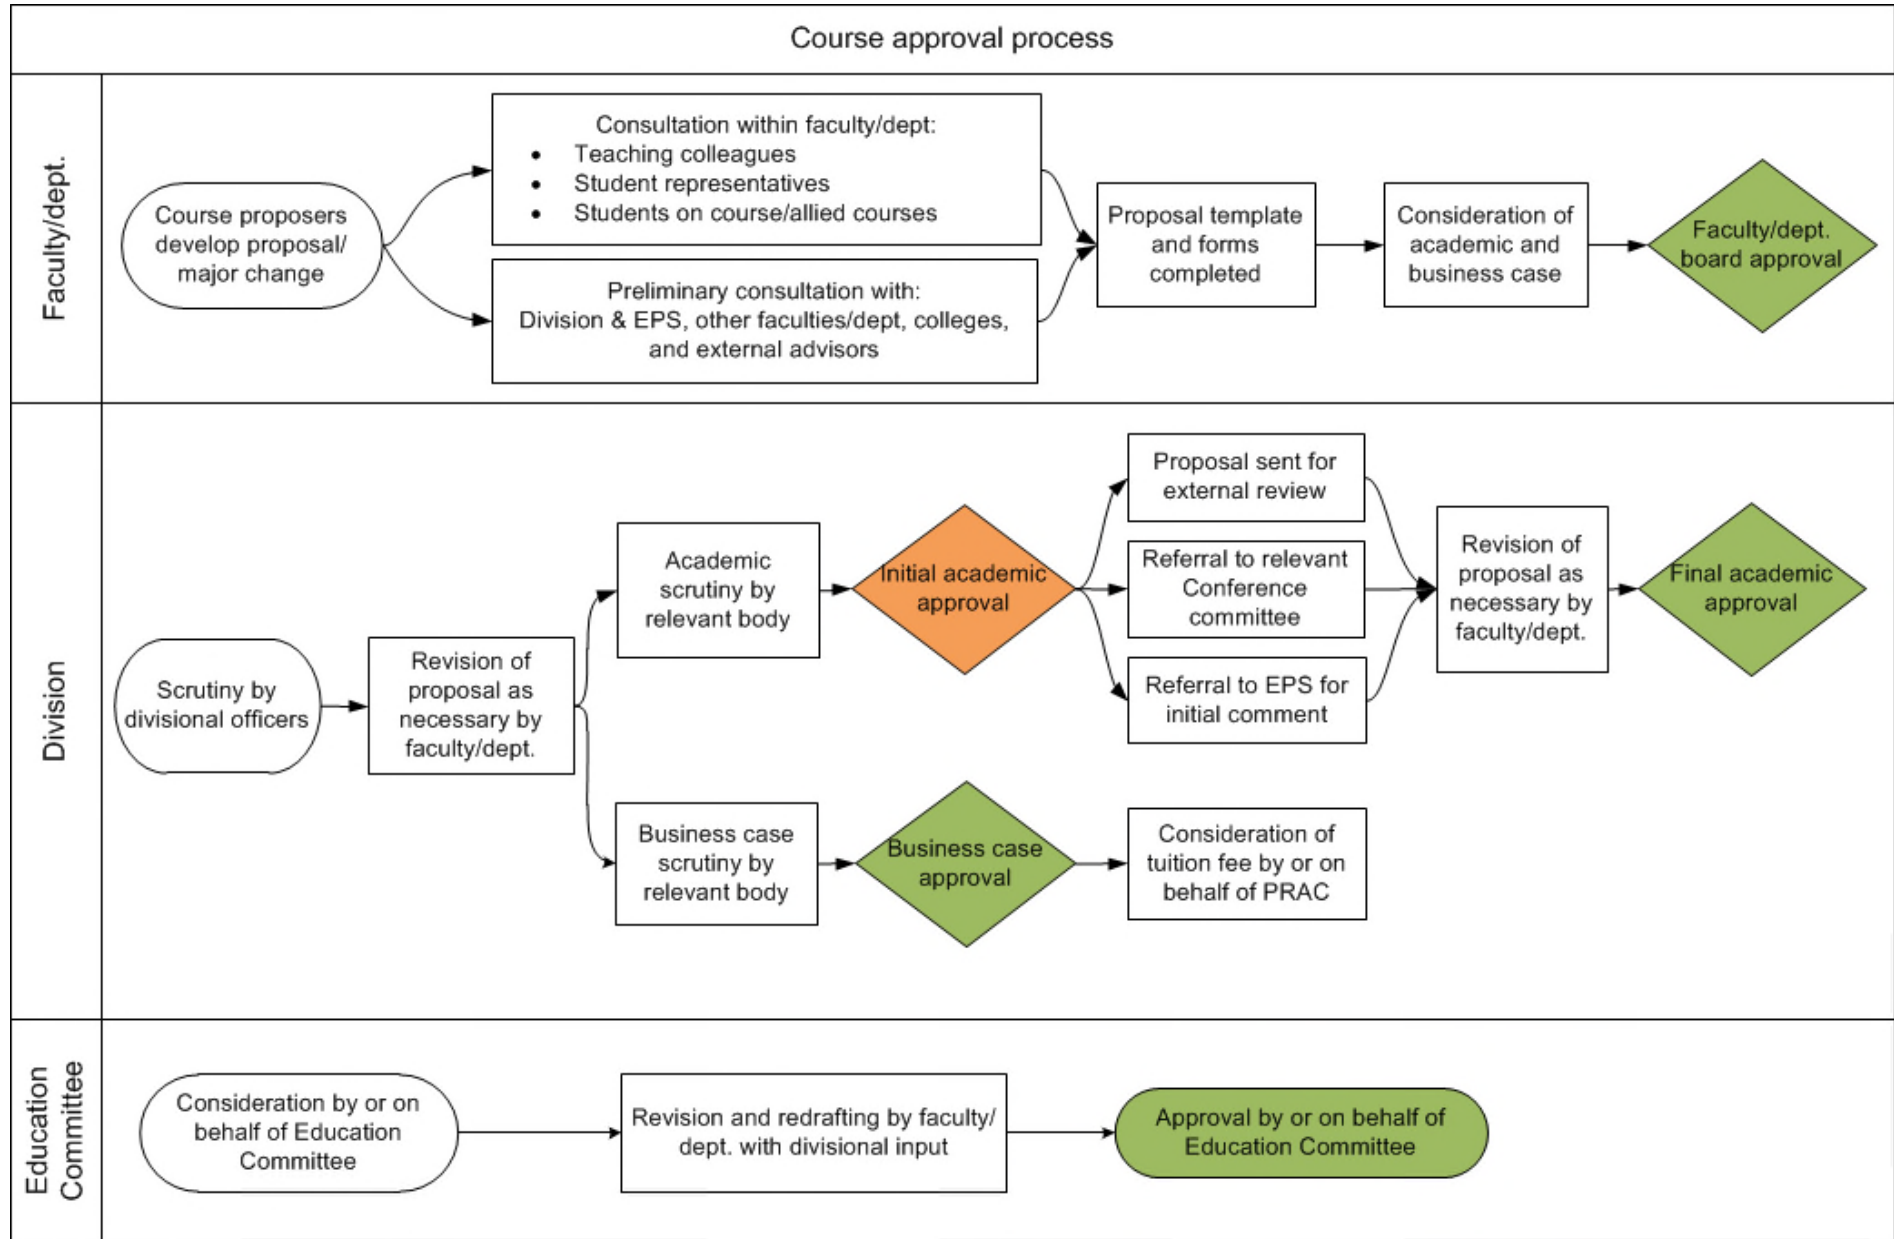 Course approval process
Faculty/dept.
Course proposers
develop proposal/
major change
Consultation within faculty/dept:
• Teaching colleagues
• Student representatives
• Students on course/allied courses
Preliminary consultation with:
Division & EPS, other faculties/dept, colleges,
and external advisors
Proposal template
and forms
completed
Consideration of
academic and
business case
Faculty/dept.
board approval
Division
Scrutiny by
divisional officers
Revision of
proposal as
necessary by
faculty/dept.
Academic
scrutiny by
relevant body
Initial academic
approval
Proposal sent for
external review
Referral to relevant
Conference
committee
Referral to EPS for
initial comment
Revision of
proposal as
necessary by
faculty/dept.
Final academic
approval
Business case
scrutiny by
relevant body
Business case
approval
Consideration of
tuition fee by or on
behalf of PRAC
Education
Committee
Consideration by or on
behalf of Education
Committee
Revision and redrafting by faculty/
dept. with divisional input
Approval by or on behalf of
Education Committee